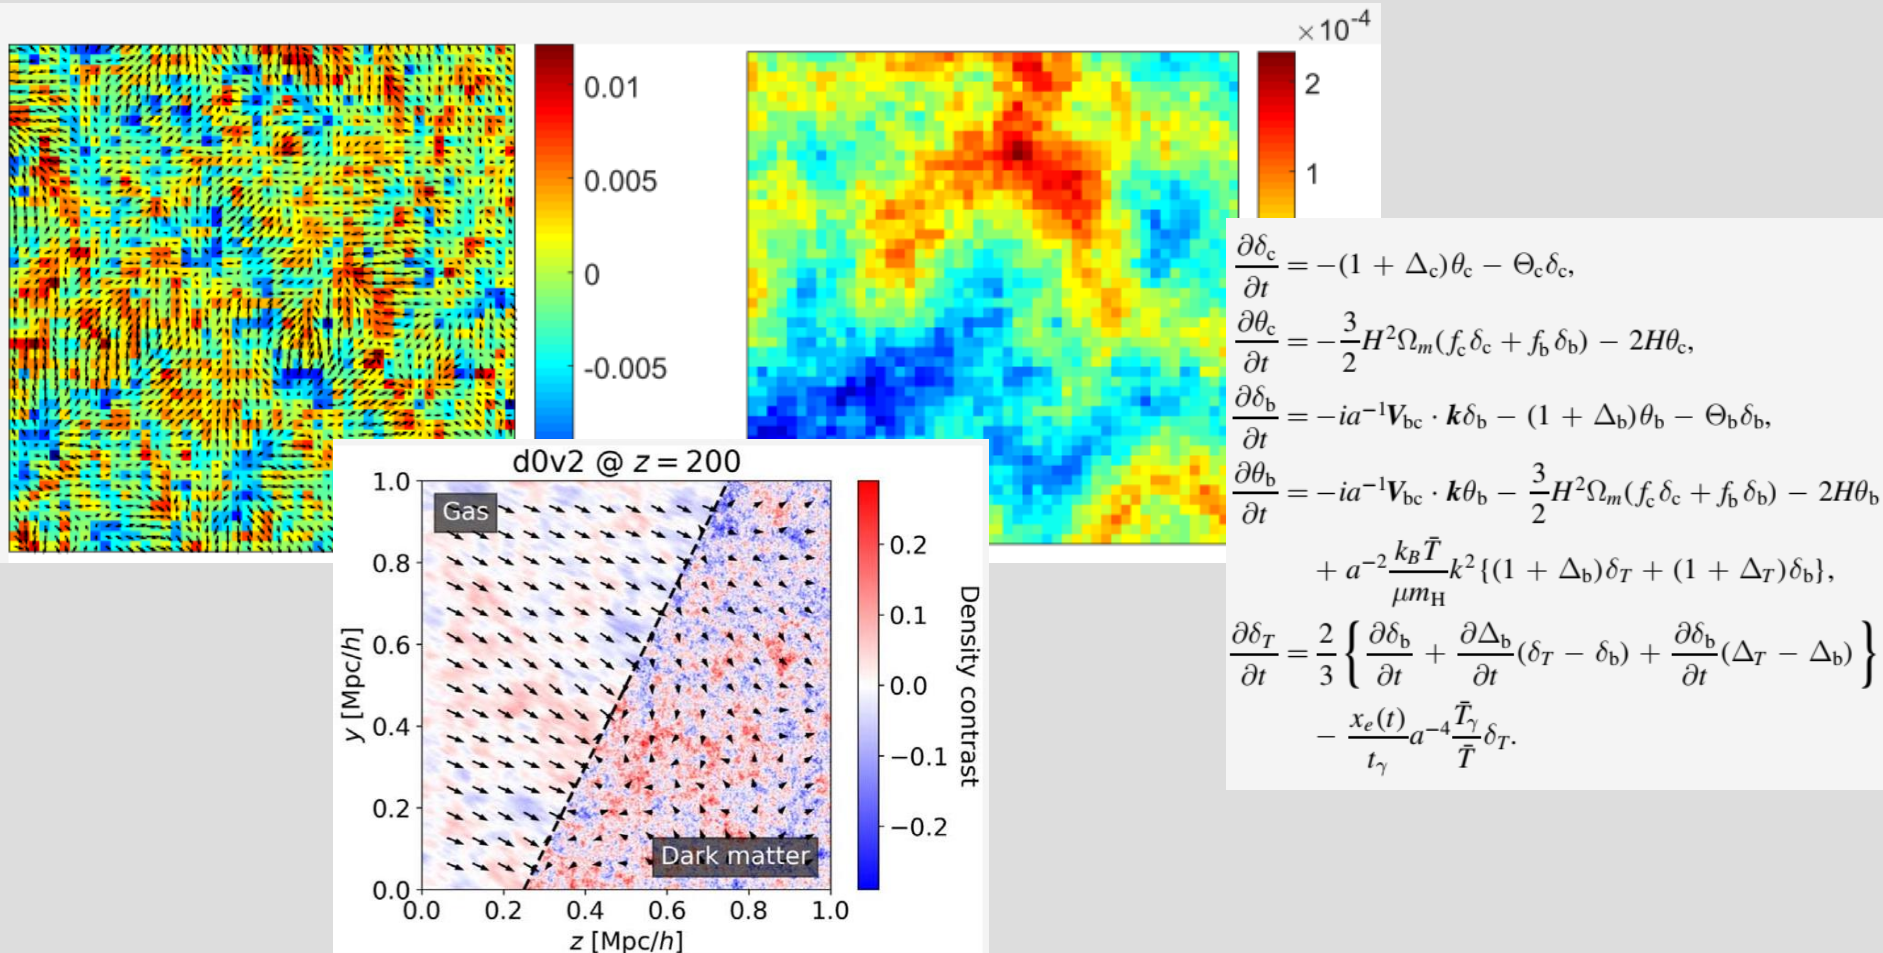 ×10⁻⁴
0.01
0.005
0
-0.005
2
1
∂δ_c/∂t = −(1 + Δ_c)θ_c − Θ_cδ_c,
∂θ_c/∂t = −3/2 H²Ω_m(f_cδ_c + f_bδ_b) − 2Hθ_c,
∂δ_b/∂t = −ia⁻¹V_bc · kδ_b − (1 + Δ_b)θ_b − Θ_bδ_b,
∂θ_b/∂t = −ia⁻¹V_bc · kθ_b − 3/2 H²Ω_m(f_cδ_c + f_bδ_b) − 2Hθ_b
+ a⁻² k_B T̄/μm_H k²{(1 + Δ_b)δ_T + (1 + Δ_T)δ_b},
∂δ_T/∂t = 2/3 {∂δ_b/∂t + ∂Δ_b/∂t (δ_T − δ_b) + ∂δ_b/∂t (Δ_T − Δ_b)}
− x_e(t)/t_γ a⁻⁴ T̄_γ/T̄ δ_T.
d0v2 @ z = 200
Gas
Dark matter
y [Mpc/h]
1.0
0.8
0.6
0.4
0.2
0.0
0.0 0.2 0.4 0.6 0.8 1.0
z [Mpc/h]
0.2
0.1
0.0
−0.1
−0.2
Density contrast